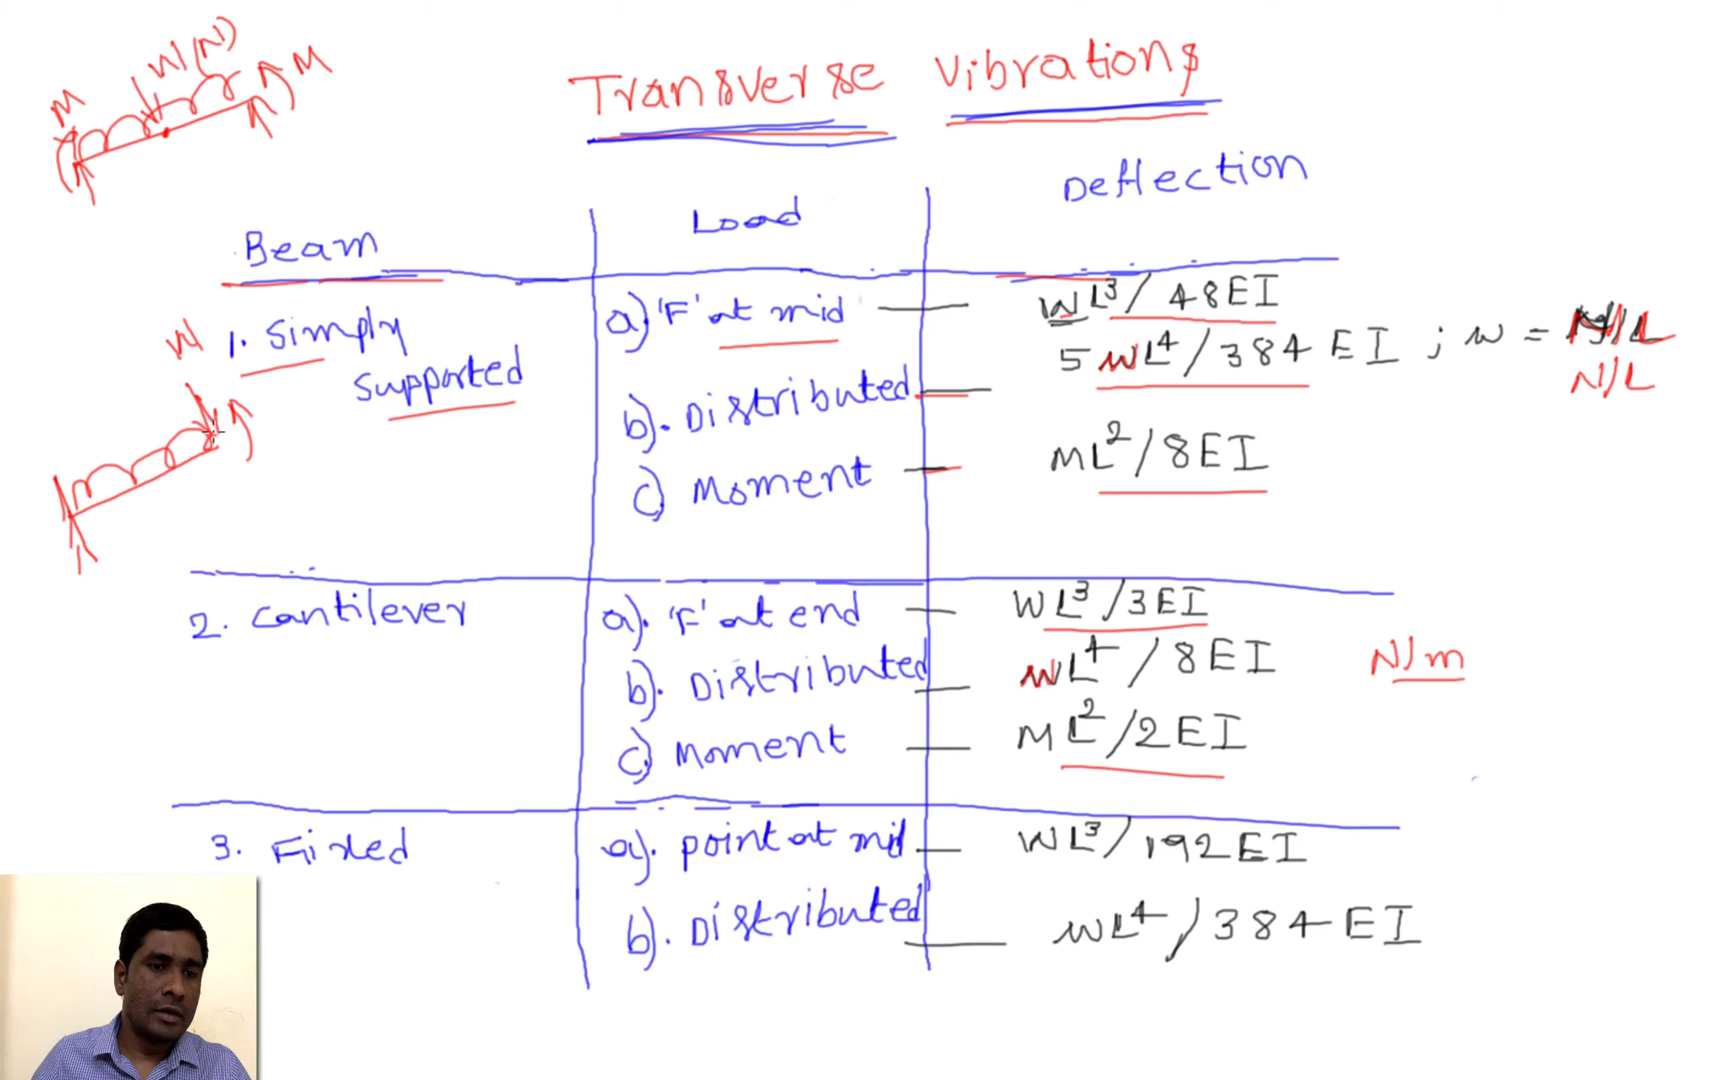 Transverse Vibrations
M W(N) M
Beam Load Deflection
W 1. Simply Supported
a) 'F' at mid — WL³/48EI
b). Distributed — 5wL⁴/384EI ; w = N/L
N/L
c) Moment — ML²/8EI
2. Cantilever
a). 'F' at end — WL³/3EI
b). Distributed — wL⁴/8EI N/m
c) Moment — ML²/2EI
3. Fixed
a). point at mid — WL³/192EI
b). Distributed — wL⁴/384EI